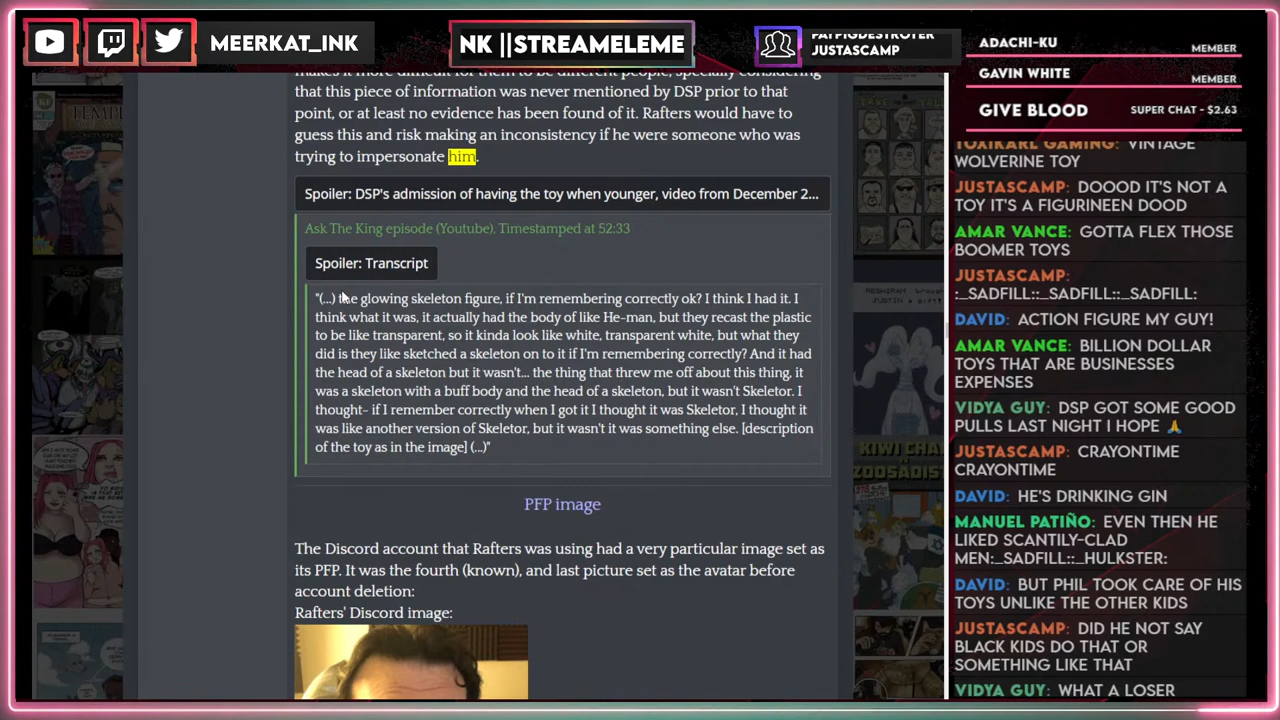 MEERKAT_INK
NK ||STREAMELEME
PAYPIGDESTROYER
JUSTASCAMP
ADACHI-KU
MEMBER
GAVIN WHITE
MEMBER
GIVE BLOOD
SUPER CHAT - $2.63
makes it more difficult for them to be different people, specially considering
that this piece of information was never mentioned by DSP prior to that
point, or at least no evidence has been found of it. Rafters would have to
guess this and risk making an inconsistency if he were someone who was
trying to impersonate him.
Spoiler: DSP's admission of having the toy when younger, video from December 2...
Ask The King episode (Youtube), Timestamped at 52:33
Spoiler: Transcript
"(...) the glowing skeleton figure, if I'm remembering correctly ok? I think I had it. I
think what it was, it actually had the body of like He-man, but they recast the plastic
to be like transparent, so it kinda look like white, transparent white, but what they
did is they like sketched a skeleton on to it if I'm remembering correctly? And it had
the head of a skeleton but it wasn't... the thing that threw me off about this thing, it
was a skeleton with a buff body and the head of a skeleton, but it wasn't Skeletor. I
thought- if I remember correctly when I got it I thought it was Skeletor, I thought it
was like another version of Skeletor, but it wasn't it was something else. [description
of the toy as in the image] (...)"
PFP image
The Discord account that Rafters was using had a very particular image set as
its PFP. It was the fourth (known), and last picture set as the avatar before
account deletion:
Rafters' Discord image:
TOXIKARL GAMING: VINTAGE
WOLVERINE TOY
JUSTASCAMP: DOOOD IT'S NOT A
TOY IT'S A FIGURINEEN DOOD
AMAR VANCE: GOTTA FLEX THOSE
BOOMER TOYS
JUSTASCAMP:
:_SADFILL::_SADFILL::_SADFILL:
DAVID: ACTION FIGURE MY GUY!
AMAR VANCE: BILLION DOLLAR
TOYS THAT ARE BUSINESSES
EXPENSES
VIDYA GUY: DSP GOT SOME GOOD
PULLS LAST NIGHT I HOPE 🙏
JUSTASCAMP: CRAYONTIME
CRAYONTIME
DAVID: HE'S DRINKING GIN
MANUEL PATIÑO: EVEN THEN HE
LIKED SCANTILY-CLAD
MEN:_SADFILL::_HULKSTER:
DAVID: BUT PHIL TOOK CARE OF HIS
TOYS UNLIKE THE OTHER KIDS
JUSTASCAMP: DID HE NOT SAY
BLACK KIDS DO THAT OR
SOMETHING LIKE THAT
VIDYA GUY: WHAT A LOSER